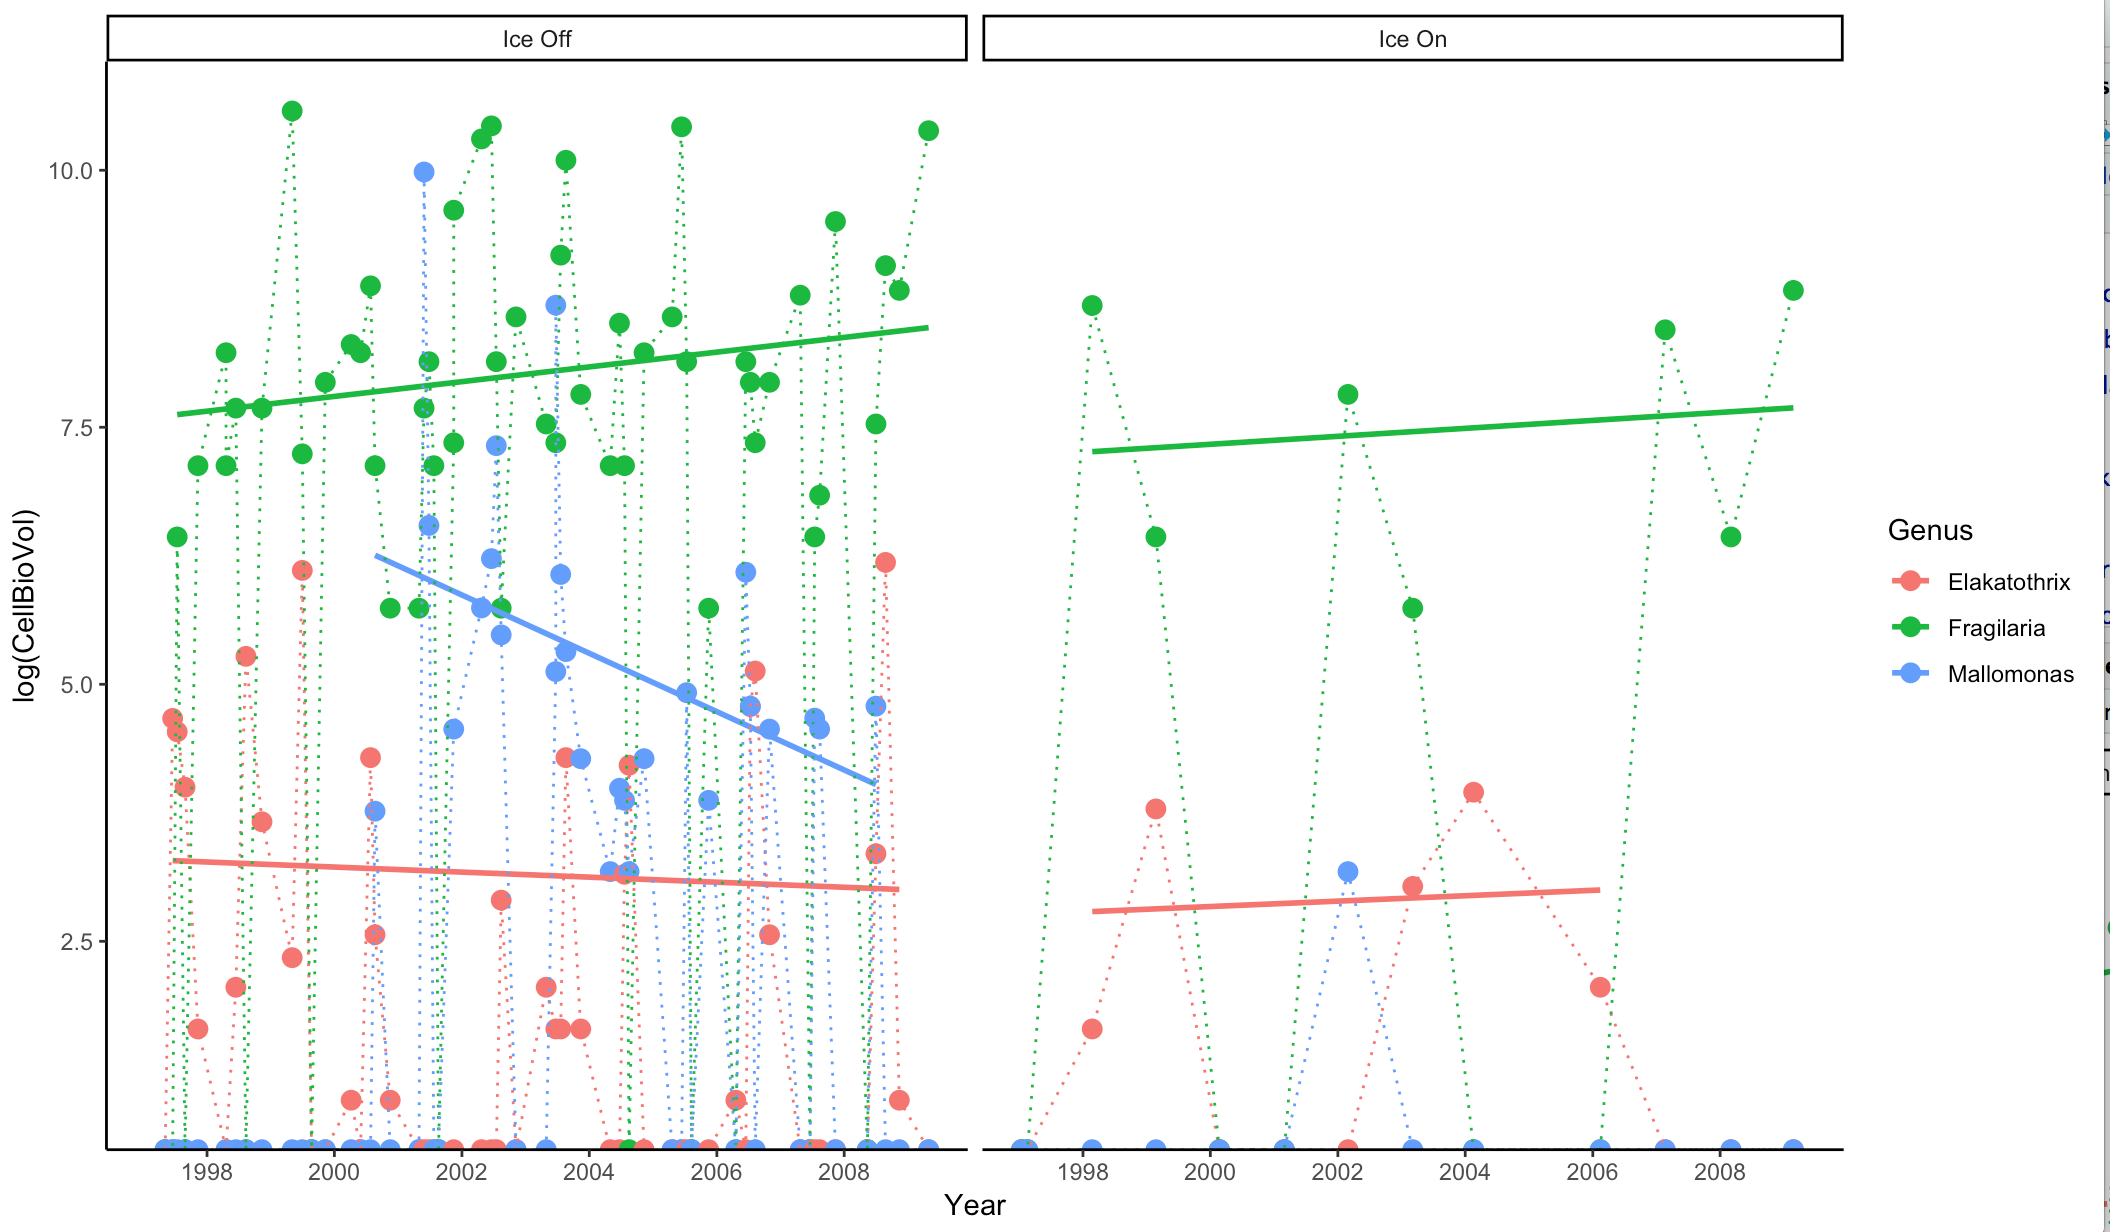 Ice Off
Ice On
log(CellBioVol)
10.0
7.5
5.0
2.5
1998 2000 2002 2004 2006 2008
1998 2000 2002 2004 2006 2008
Year
Genus
Elakatothrix
Fragilaria
Mallomonas